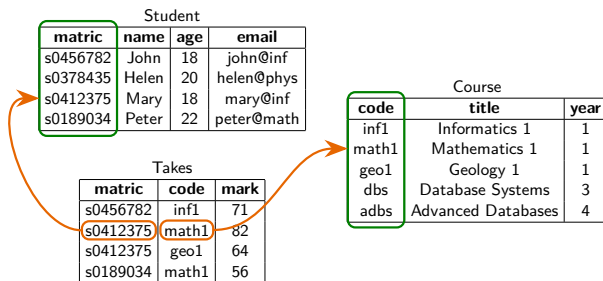 Student
matric name age email
s0456782 John 18 john@inf
s0378435 Helen 20 helen@phys
s0412375 Mary 18 mary@inf
s0189034 Peter 22 peter@math
Course
code title year
inf1 Informatics 1 1
math1 Mathematics 1 1
geo1 Geology 1 1
dbs Database Systems 3
adbs Advanced Databases 4
Takes
matric code mark
s0456782 inf1 71
s0412375 math1 82
s0412375 geo1 64
s0189034 math1 56